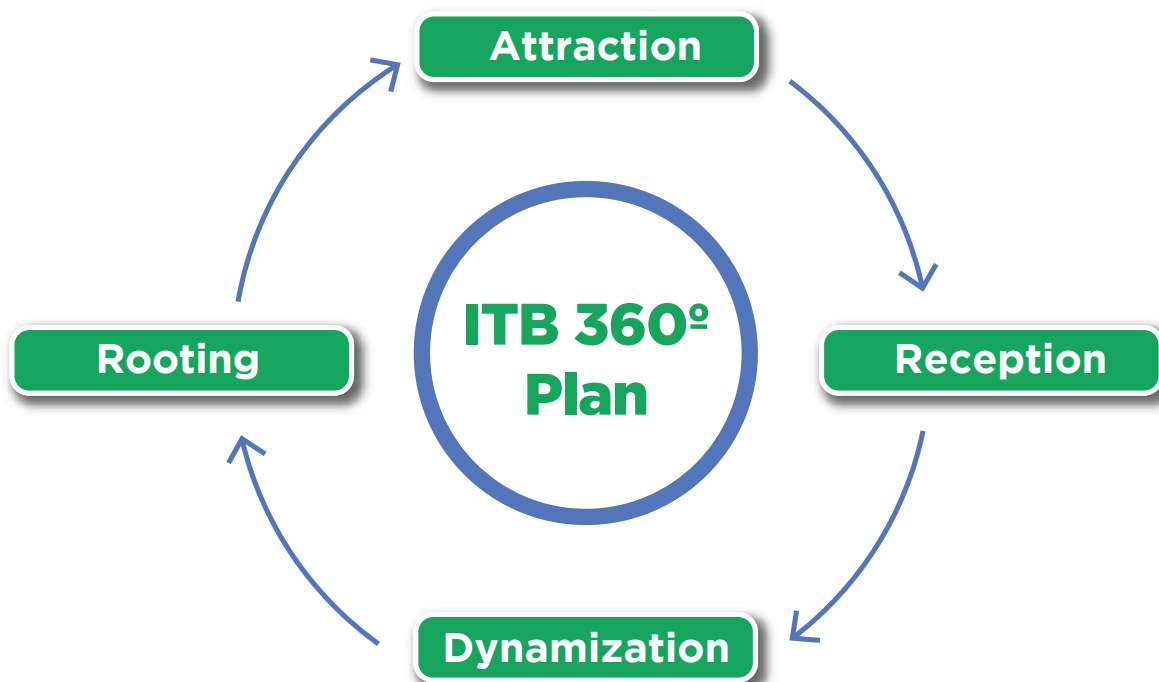 Attraction
ITB 360º
Plan
Rooting
Reception
Dynamization